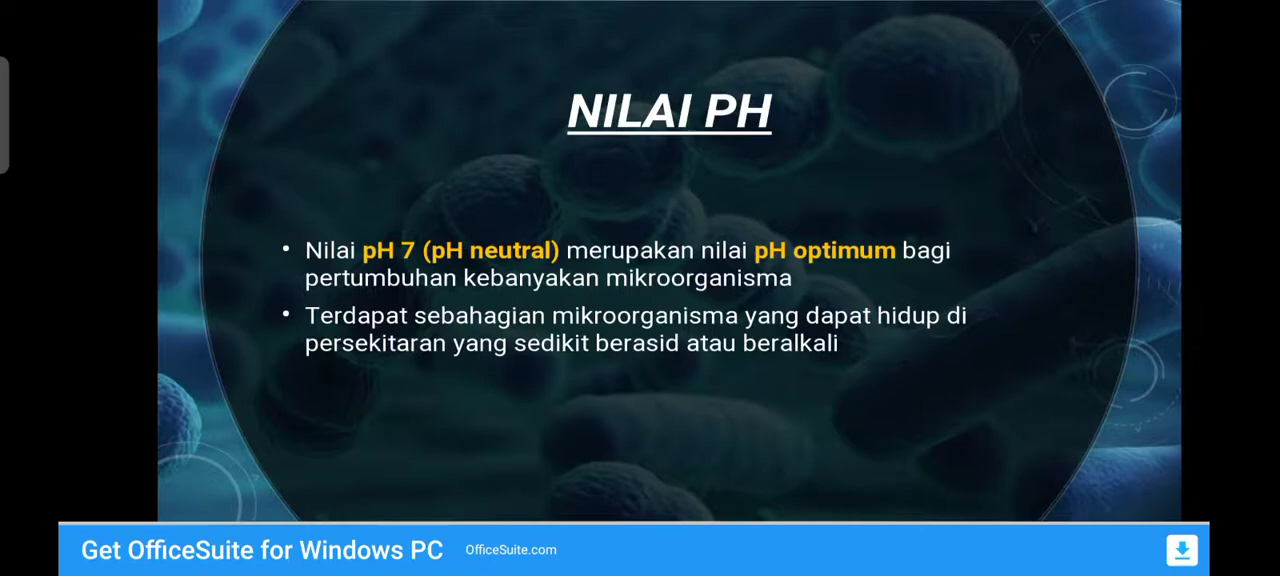 NILAI PH
• Nilai pH 7 (pH neutral) merupakan nilai pH optimum bagi
pertumbuhan kebanyakan mikroorganisma
• Terdapat sebahagian mikroorganisma yang dapat hidup di
persekitaran yang sedikit berasid atau beralkali
Get OfficeSuite for Windows PC OfficeSuite.com